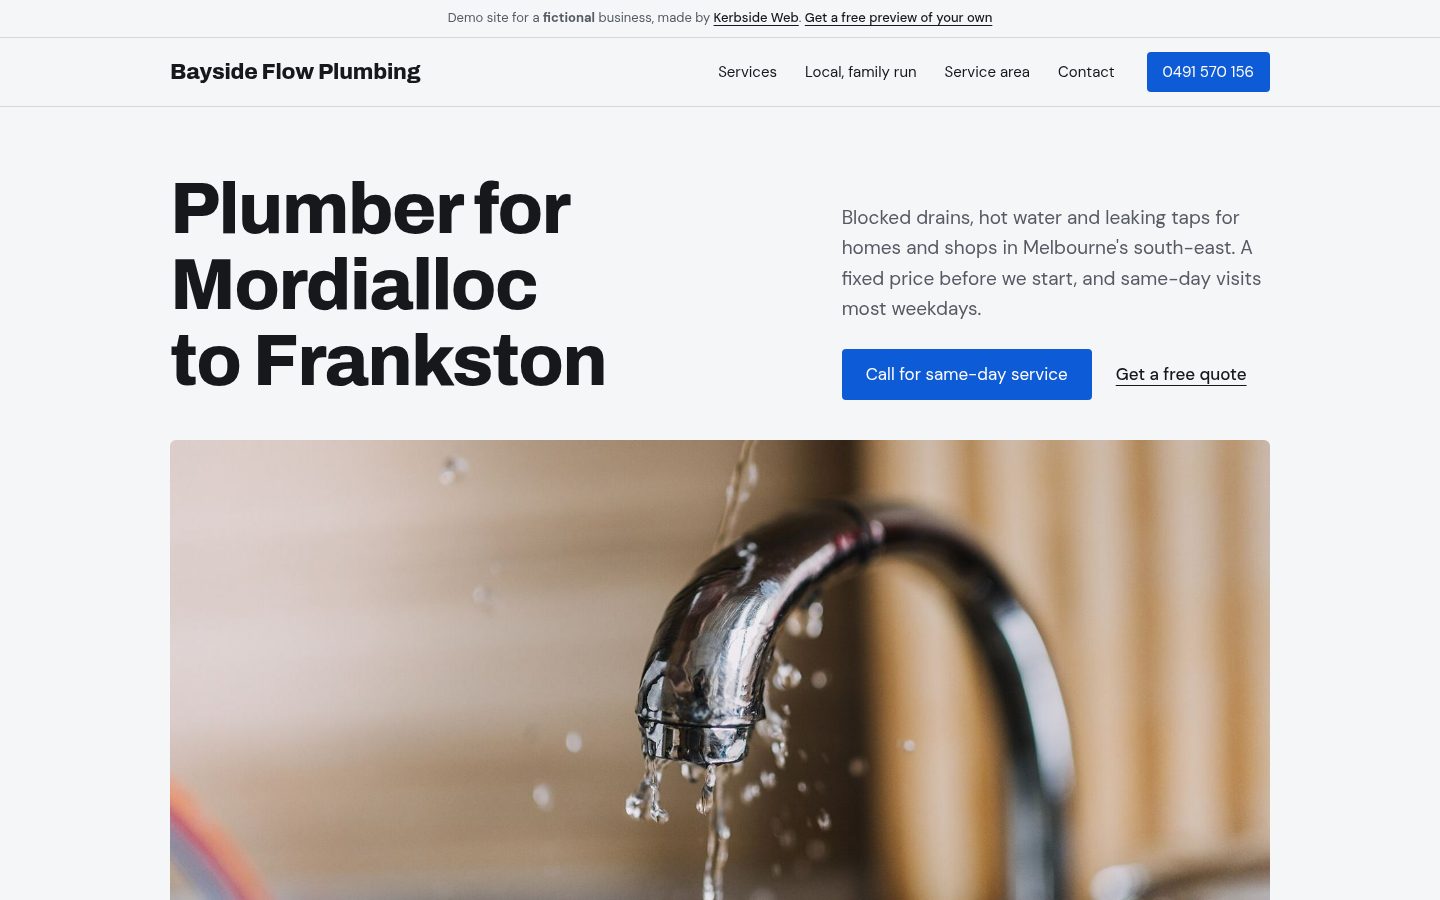 Demo site for a fictional business, made by Kerbside Web. Get a free preview of your own
Bayside Flow Plumbing
Services
Local, family run
Service area
Contact
0491 570 156
Plumber for
Mordialloc
to Frankston
Blocked drains, hot water and leaking taps for
homes and shops in Melbourne's south-east. A
fixed price before we start, and same-day visits
most weekdays.
Call for same-day service
Get a free quote